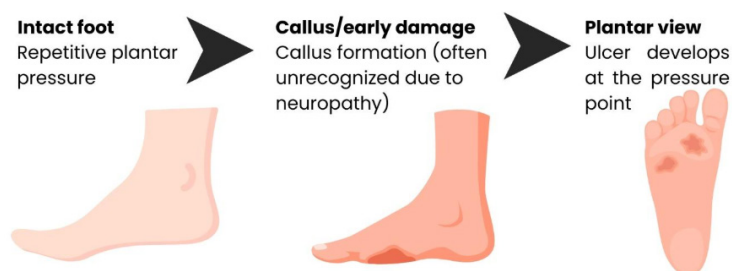 Intact foot
Repetitive plantar
pressure
Callus/early damage
Callus formation (often
unrecognized due to
neuropathy)
Plantar view
Ulcer develops
at the pressure
point